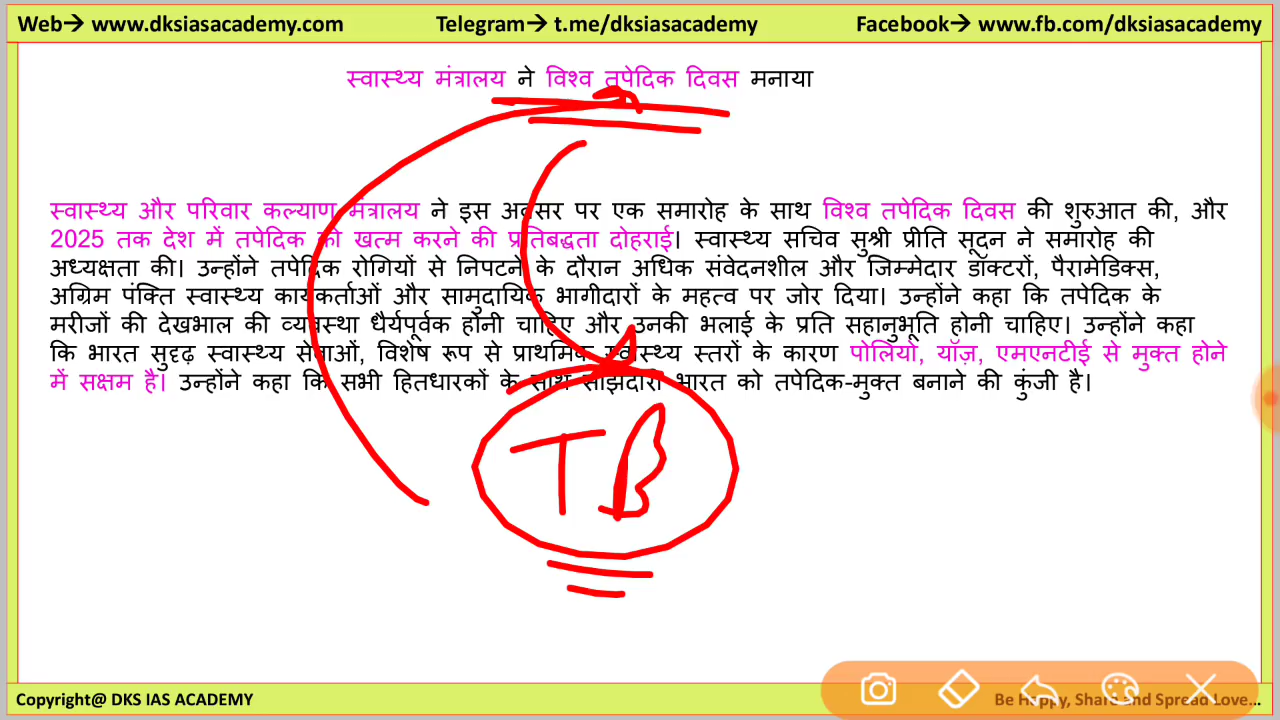 Web→ www.dksiasacademy.com Telegram→ t.me/dksiasacademy Facebook→ www.fb.com/dksiasacademy
स्वास्थ्य मंत्रालय ने विश्व तपेदिक दिवस मनाया
स्वास्थ्य और परिवार कल्याण मंत्रालय ने इस अवसर पर एक समारोह के साथ विश्व तपेदिक दिवस की शुरुआत की, और
2025 तक देश में तपेदिक को खत्म करने की प्रतिबद्धता दोहराई। स्वास्थ्य सचिव सुश्री प्रीति सूदन ने समारोह की
अध्यक्षता की। उन्होंने तपेदिक रोगियों से निपटने के दौरान अधिक संवेदनशील और जिम्मेदार डॉक्टरों, पैरामेडिक्स,
अग्रिम पंक्ति स्वास्थ्य कार्यकर्ताओं और सामुदायिक भागीदारों के महत्व पर जोर दिया। उन्होंने कहा कि तपेदिक के
मरीजों की देखभाल की व्यवस्था धैर्यपूर्वक होनी चाहिए और उनकी भलाई के प्रति सहानुभूति होनी चाहिए। उन्होंने कहा
कि भारत सुदृढ़ स्वास्थ्य सेवाओं, विशेष रूप से प्राथमिक स्वास्थ्य स्तरों के कारण पोलियो, यॉज़, एमएनटीई से मुक्त होने
में सक्षम है। उन्होंने कहा कि सभी हितधारकों के साथ साझेदारी भारत को तपेदिक-मुक्त बनाने की कुंजी है।
TB
Copyright@ DKS IAS ACADEMY Be Happy, Share and Spread Love…